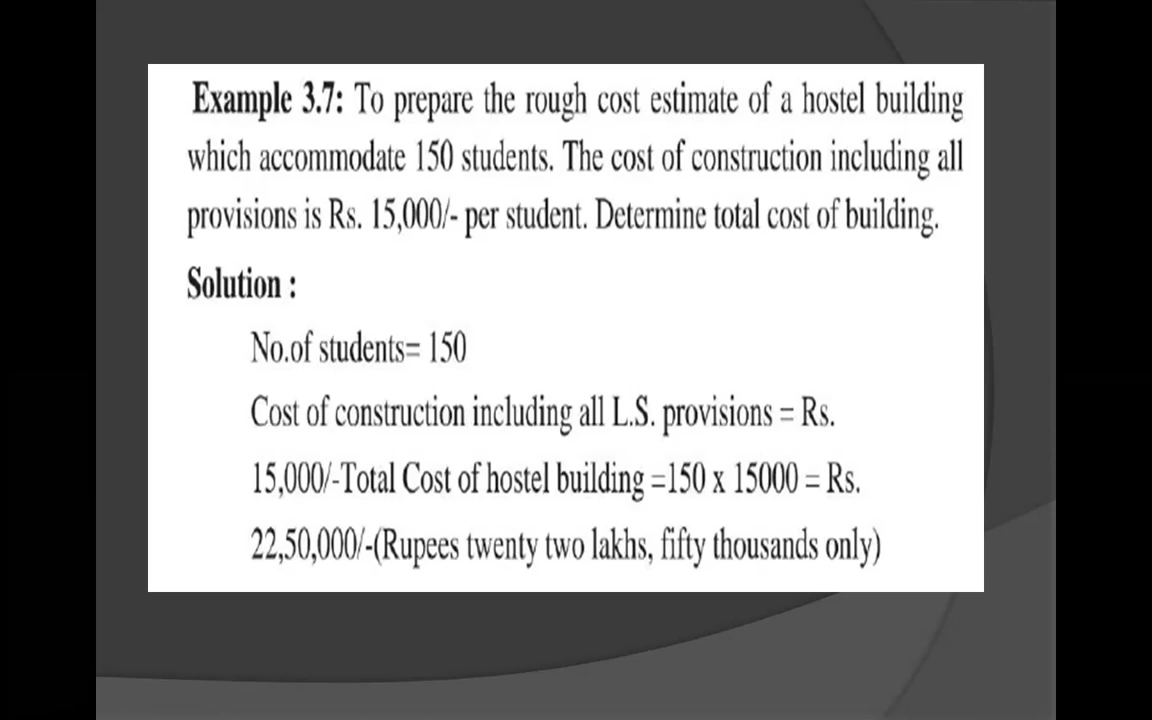 Example 3.7: To prepare the rough cost estimate of a hostel building
which accommodate 150 students. The cost of construction including all
provisions is Rs. 15,000/- per student. Determine total cost of building.
Solution :
No.of students= 150
Cost of construction including all L.S. provisions = Rs.
15,000/-Total Cost of hostel building =150 x 15000 = Rs.
22,50,000/-(Rupees twenty two lakhs, fifty thousands only)